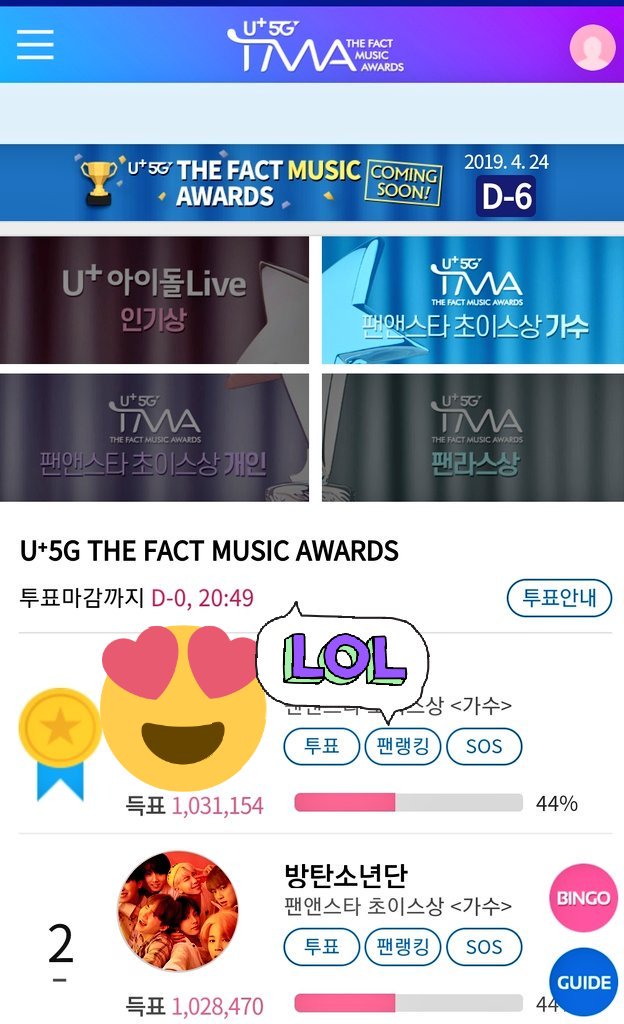 U+5G
TMA THE FACT MUSIC AWARDS
U+5G THE FACT MUSIC AWARDS
COMING SOON!
2019. 4. 24
D-6
U+아이돌Live
인기상
U+5G
TMA
THE FACT MUSIC AWARDS
팬앤스타 초이스상 가수
U+5G
TMA
THE FACT MUSIC AWARDS
팬앤스타 초이스상 개인
U+5G
TMA
THE FACT MUSIC AWARDS
팬라스상
U+5G THE FACT MUSIC AWARDS
투표마감까지 D-0, 20:49
투표안내
LOL
초이스상 <가수>
투표 팬랭킹 SOS
득표 1,031,154
44%
방탄소년단
팬앤스타 초이스상 <가수>
2
투표 팬랭킹 SOS
득표 1,028,470
44
BINGO
GUIDE